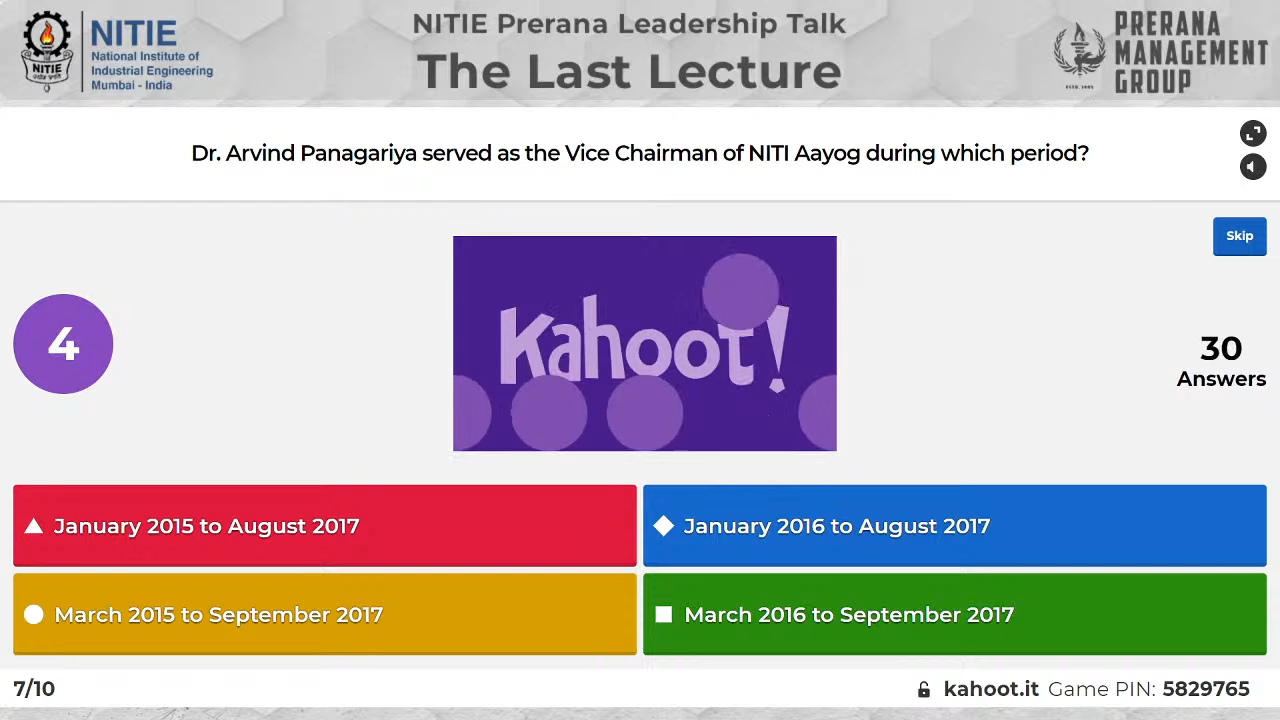 NITIE
National Institute of
Industrial Engineering
Mumbai - India
NITIE
NITIE Prerana Leadership Talk
The Last Lecture
PRERANA
MANAGEMENT
GROUP
Dr. Arvind Panagariya served as the Vice Chairman of NITI Aayog during which period?
Skip
4
Kahoot!
30
Answers
January 2015 to August 2017
January 2016 to August 2017
March 2015 to September 2017
March 2016 to September 2017
7/10
kahoot.it Game PIN: 5829765